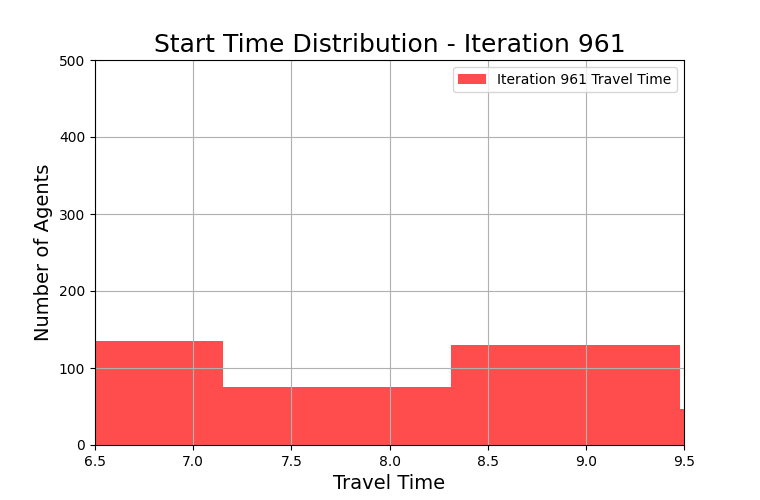 Start Time Distribution - Iteration 961
Iteration 961 Travel Time
Number of Agents
500
400
300
200
100
0
6.5 7.0 7.5 8.0 8.5 9.0 9.5
Travel Time